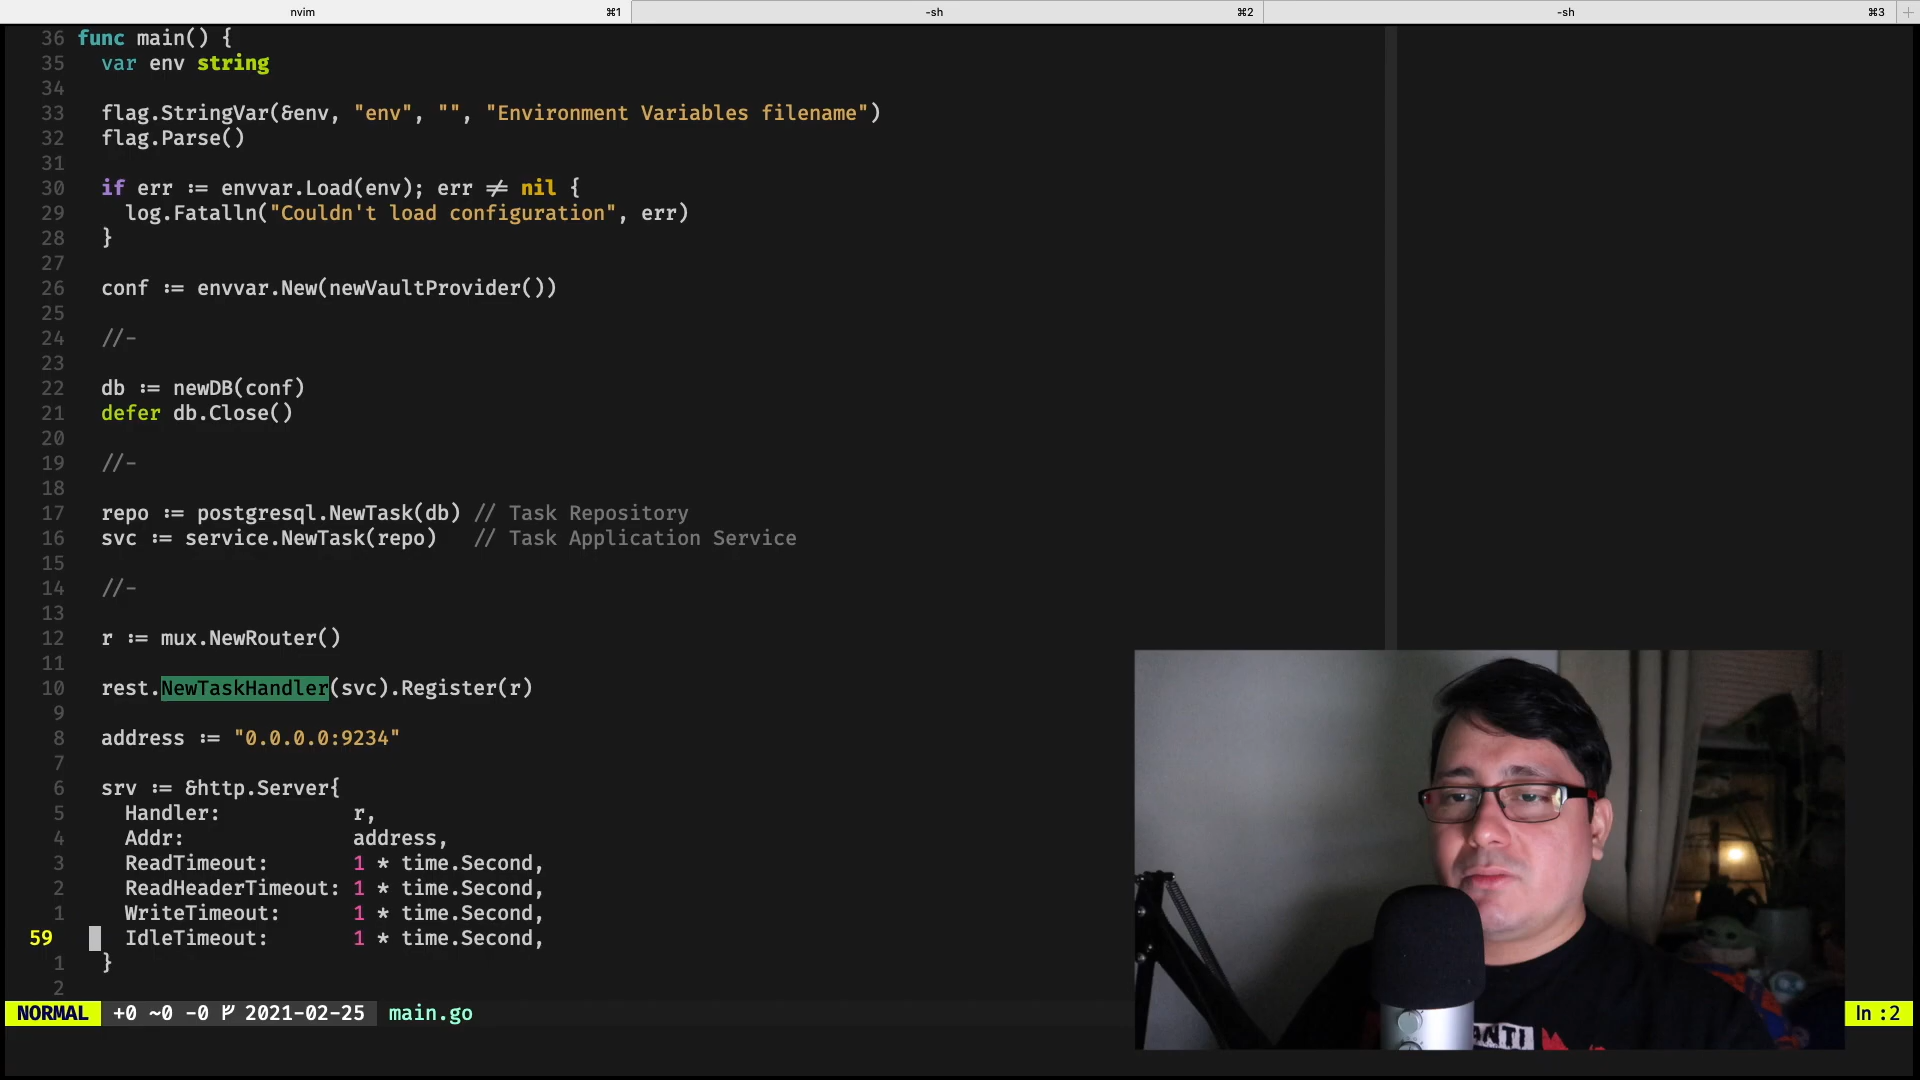 nvim ⌘1 -sh ⌘2 -sh ⌘3 +
36 func main() {
35   var env string
34
33   flag.StringVar(&env, "env", "", "Environment Variables filename")
32   flag.Parse()
31
30   if err := envvar.Load(env); err ≠ nil {
29     log.Fatalln("Couldn't load configuration", err)
28   }
27
26   conf := envvar.New(newVaultProvider())
25
24   //-
23
22   db := newDB(conf)
21   defer db.Close()
20
19   //-
18
17   repo := postgresql.NewTask(db) // Task Repository
16   svc := service.NewTask(repo)   // Task Application Service
15
14   //-
13
12   r := mux.NewRouter()
11
10   rest.NewTaskHandler(svc).Register(r)
9
8   address := "0.0.0.0:9234"
7
6   srv := &http.Server{
5     Handler:           r,
4     Addr:              address,
3     ReadTimeout:       1 * time.Second,
2     ReadHeaderTimeout: 1 * time.Second,
1     WriteTimeout:      1 * time.Second,
59     IdleTimeout:       1 * time.Second,
1   }
2
NORMAL +0 ~0 -0 2021-02-25 main.go ln :2
ANTI